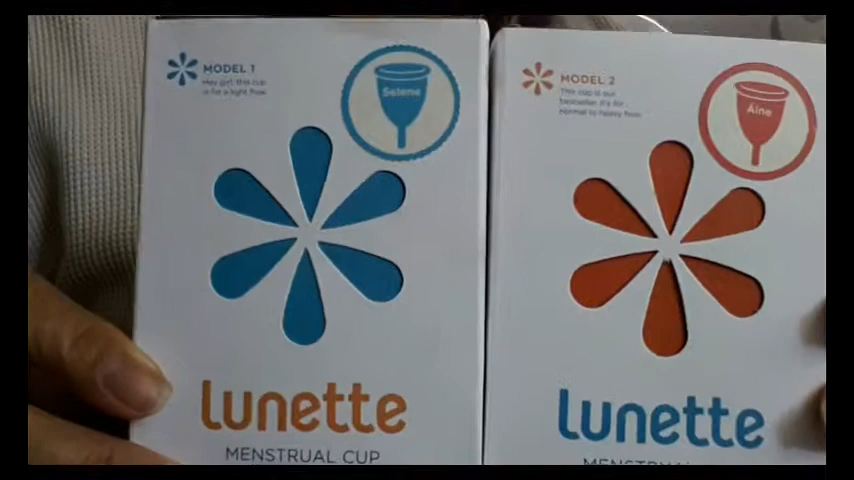 MODEL 1
Hey girl, this cup
is for a light flow.
Selene
lunette
MENSTRUAL CUP
MODEL 2
This cup is our
bestseller. It's for
normal to heavy flow.
Áine
lunette